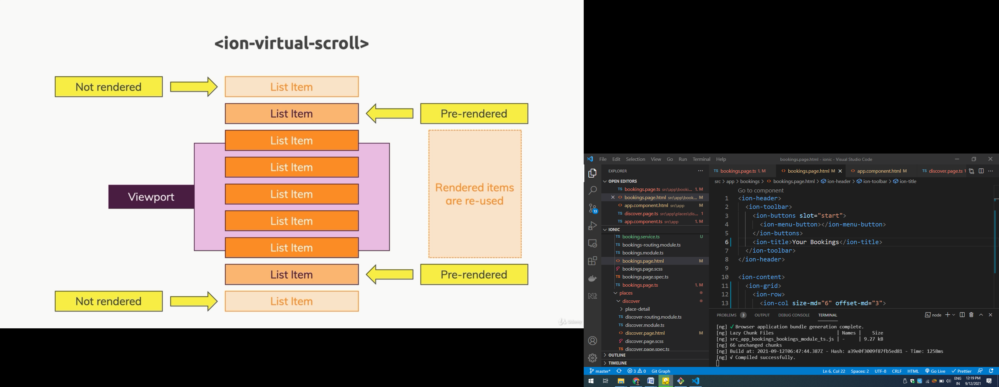 <ion-virtual-scroll>
Not rendered
List Item
List Item
Pre-rendered
List Item
List Item
List Item
List Item
List Item
Viewport
Rendered items
are re-used
List Item
Pre-rendered
Not rendered
List Item
Udemy
File Edit Selection View Go Run Terminal Help
bookings.page.html - ionic - Visual Studio Code
EXPLORER
OPEN EDITORS
TS bookings.page.ts src\app\booki... 1, M
<> bookings.page.html src\app\book... M
<> app.component.html src\app M
TS discover.page.ts src\app\places\dis... 1
TS app.component.ts src\app 1, M
IONIC
TS booking.service.ts U
TS bookings-routing.module.ts
TS bookings.module.ts
<> bookings.page.html M
bookings.page.scss
TS bookings.page.spec.ts
TS bookings.page.ts 1, M
places
discover
place-detail
TS discover-routing.module.ts
TS discover.module.ts
<> discover.page.html M
discover.page.scss
TS discover.page.spec.ts
OUTLINE
TIMELINE
13
TS bookings.page.ts 1, M
<> bookings.page.html M
<> app.component.html M
TS discover.page.ts 1
src > app > bookings > <> bookings.page.html > ion-header > ion-toolbar > ion-title
Go to component
1 <ion-header>
2 <ion-toolbar>
3 <ion-buttons slot="start">
4 <ion-menu-button></ion-menu-button>
5 </ion-buttons>
6 <ion-title>Your Bookings</ion-title>
7 </ion-toolbar>
8 </ion-header>
9
10 <ion-content>
11 <ion-grid>
12 <ion-row>
13 <ion-col size-md="6" offset-md="3">
PROBLEMS 3 OUTPUT DEBUG CONSOLE TERMINAL
node
[ng] √ Browser application bundle generation complete.
[ng] Lazy Chunk Files | Names | Size
[ng] src_app_bookings_bookings_module_ts.js | - | 9.27 kB
[ng] 66 unchanged chunks
[ng] Build at: 2021-09-12T06:47:44.387Z - Hash: a39e0f3009f87fb5ed81 - Time: 1258ms
[ng] √ Compiled successfully.
master* 3 0 Git Graph
Ln 6, Col 22 Spaces: 2 UTF-8 CRLF HTML Go Live Prettier
ENG
IN
12:19 PM
9/12/2021